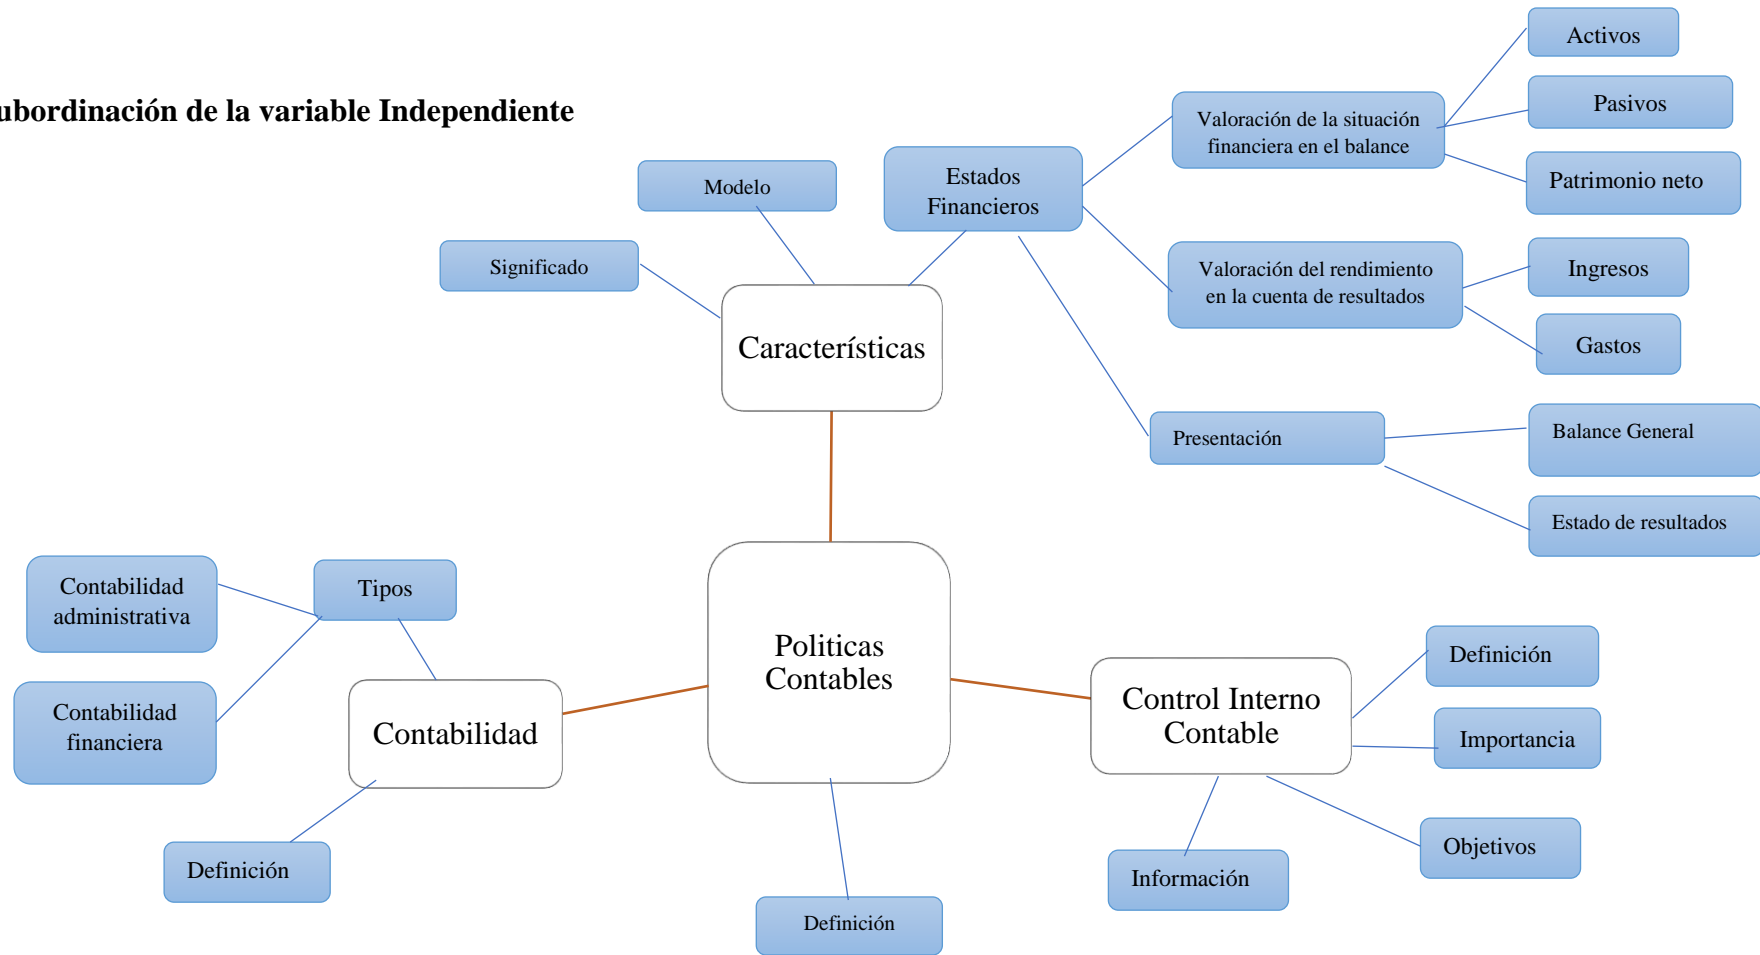 ubordinación de la variable Independiente
Activos
Pasivos
Patrimonio neto
Valoración de la situación
financiera en el balance
Estados
Financieros
Modelo
Significado
Características
Valoración del rendimiento
en la cuenta de resultados
Ingresos
Gastos
Presentación
Balance General
Estado de resultados
Contabilidad
administrativa
Tipos
Contabilidad
financiera
Contabilidad
Definición
Politicas
Contables
Definición
Control Interno
Contable
Definición
Importancia
Objetivos
Información